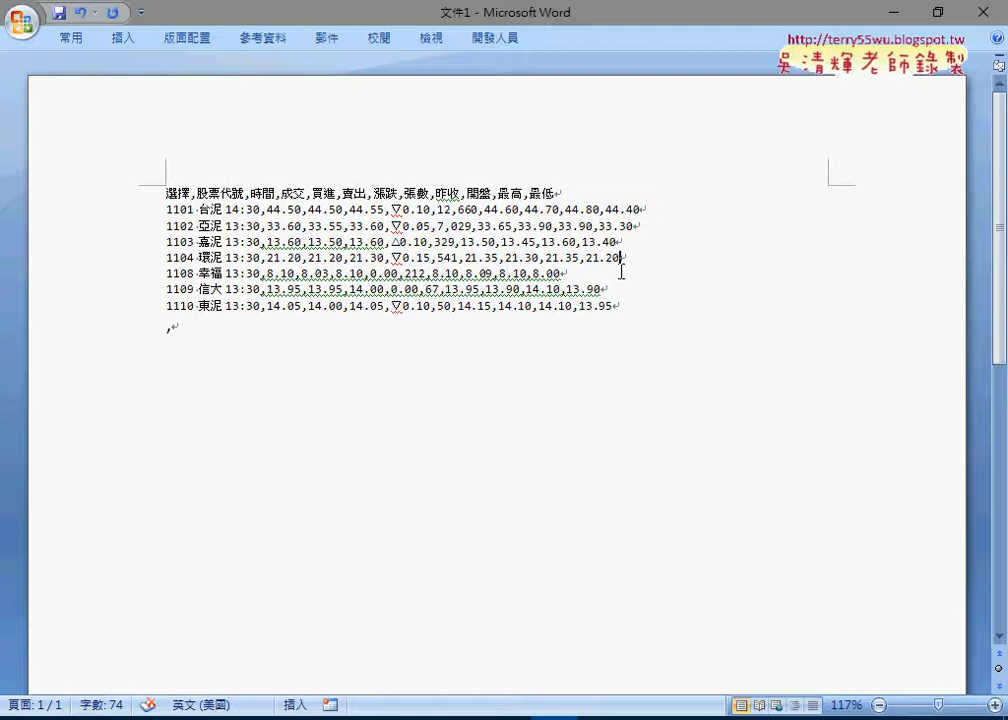 文件1 - Microsoft Word
常用 插入 版面配置 參考資料 郵件 校閱 檢視 開發人員
http://terry55wu.blogspot.tw
吳清輝老師錄製
選擇,股票代號,時間,成交,買進,賣出,漲跌,張數,昨收,開盤,最高,最低
1101 台泥 14:30,44.50,44.50,44.55,▽0.10,12,660,44.60,44.70,44.80,44.40
1102 亞泥 13:30,33.60,33.55,33.60,▽0.05,7,029,33.65,33.90,33.90,33.30
1103 嘉泥 13:30,13.60,13.50,13.60,△0.10,329,13.50,13.45,13.60,13.40
1104 環泥 13:30,21.20,21.20,21.30,▽0.15,541,21.35,21.30,21.35,21.20
1108 幸福 13:30,8.10,8.03,8.10,0.00,212,8.10,8.09,8.10,8.00
1109 信大 13:30,13.95,13.95,14.00,0.00,67,13.95,13.90,14.10,13.90
1110 東泥 13:30,14.05,14.00,14.05,▽0.10,50,14.15,14.10,14.10,13.95
,
頁面: 1 / 1 字數: 74 英文 (美國) 插入 117%